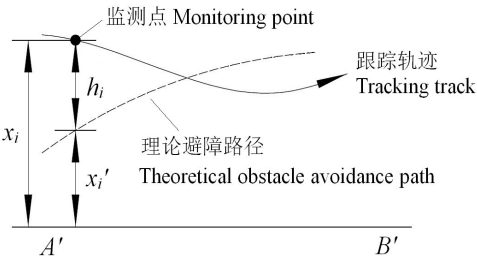 监测点 Monitoring point
跟踪轨迹
Tracking track
hi
xi
理论避障路径
Theoretical obstacle avoidance path
xi′
A′
B′